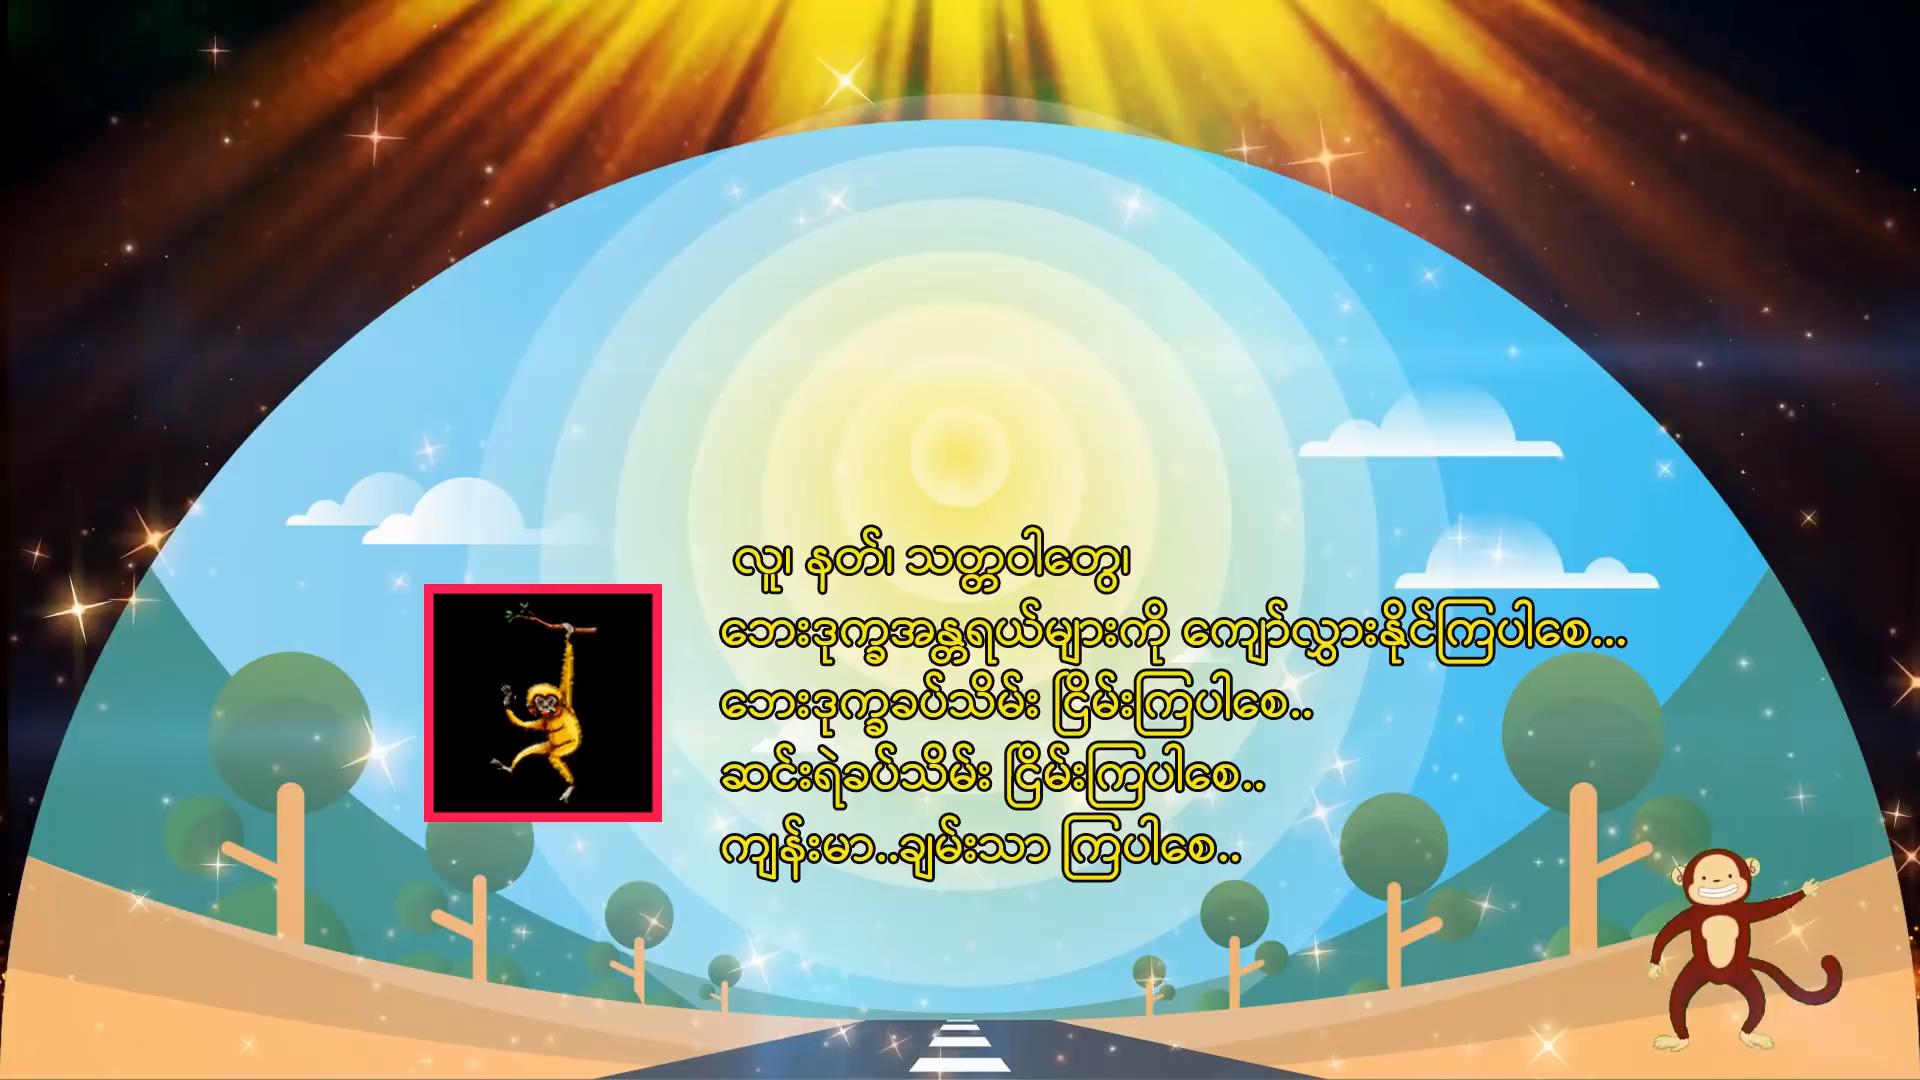 လူ၊ နတ်၊ သတ္တဝါတွေ၊
ဘေးဒုက္ခအန္တရယ်များကို ကျော်လွှားနိုင်ကြပါစေ...
ဘေးဒုက္ခခပ်သိမ်း ငြိမ်းကြပါစေ..
ဆင်းရဲခပ်သိမ်း ငြိမ်းကြပါစေ..
ကျန်းမာ..ချမ်းသာ ကြပါစေ..